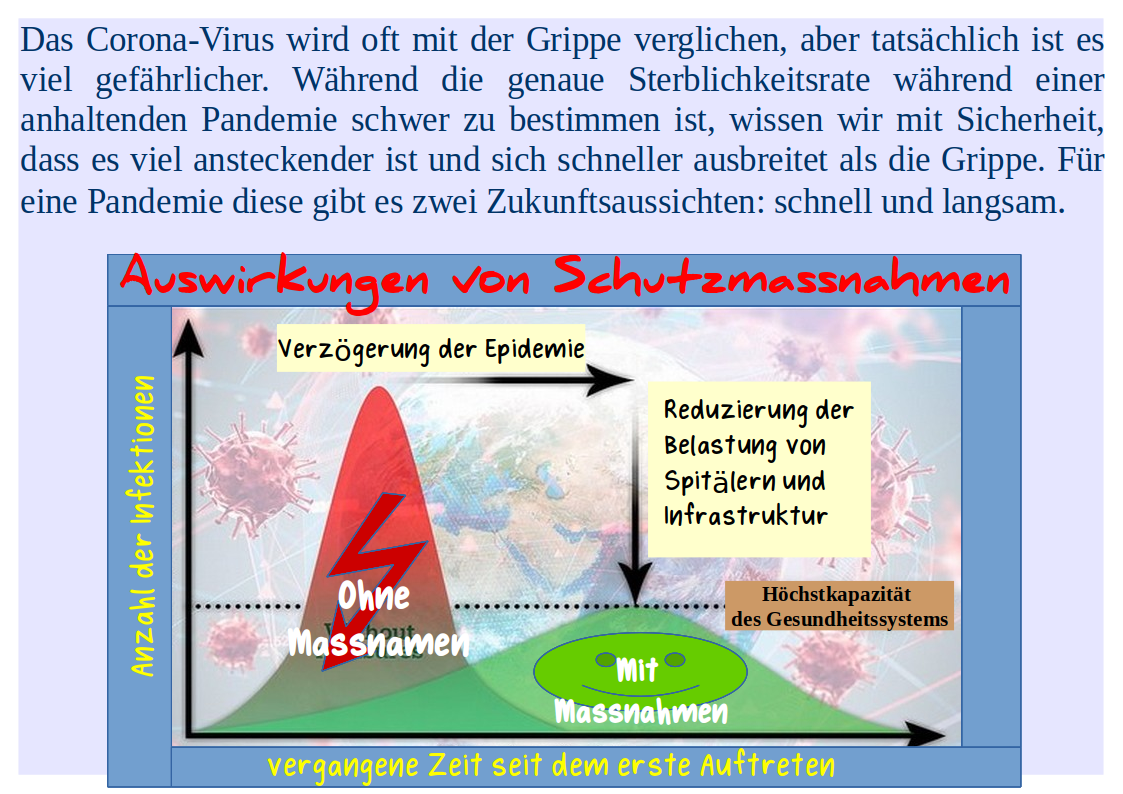 Das Corona-Virus wird oft mit der Grippe verglichen, aber tatsächlich ist es
viel gefährlicher. Während die genaue Sterblichkeitsrate während einer
anhaltenden Pandemie schwer zu bestimmen ist, wissen wir mit Sicherheit,
dass es viel ansteckender ist und sich schneller ausbreitet als die Grippe. Für
eine Pandemie diese gibt es zwei Zukunftsaussichten: schnell und langsam.
Auswirkungen von Schutzmassnahmen
Verzögerung der Epidemie
Reduzierung der
Belastung von
Spitälern und
Infrastruktur
Anzahl der Infektionen
Höchstkapazität
des Gesundheitssystems
Ohne
Massnamen
Mit
Massnahmen
vergangene Zeit seit dem erste Auftreten